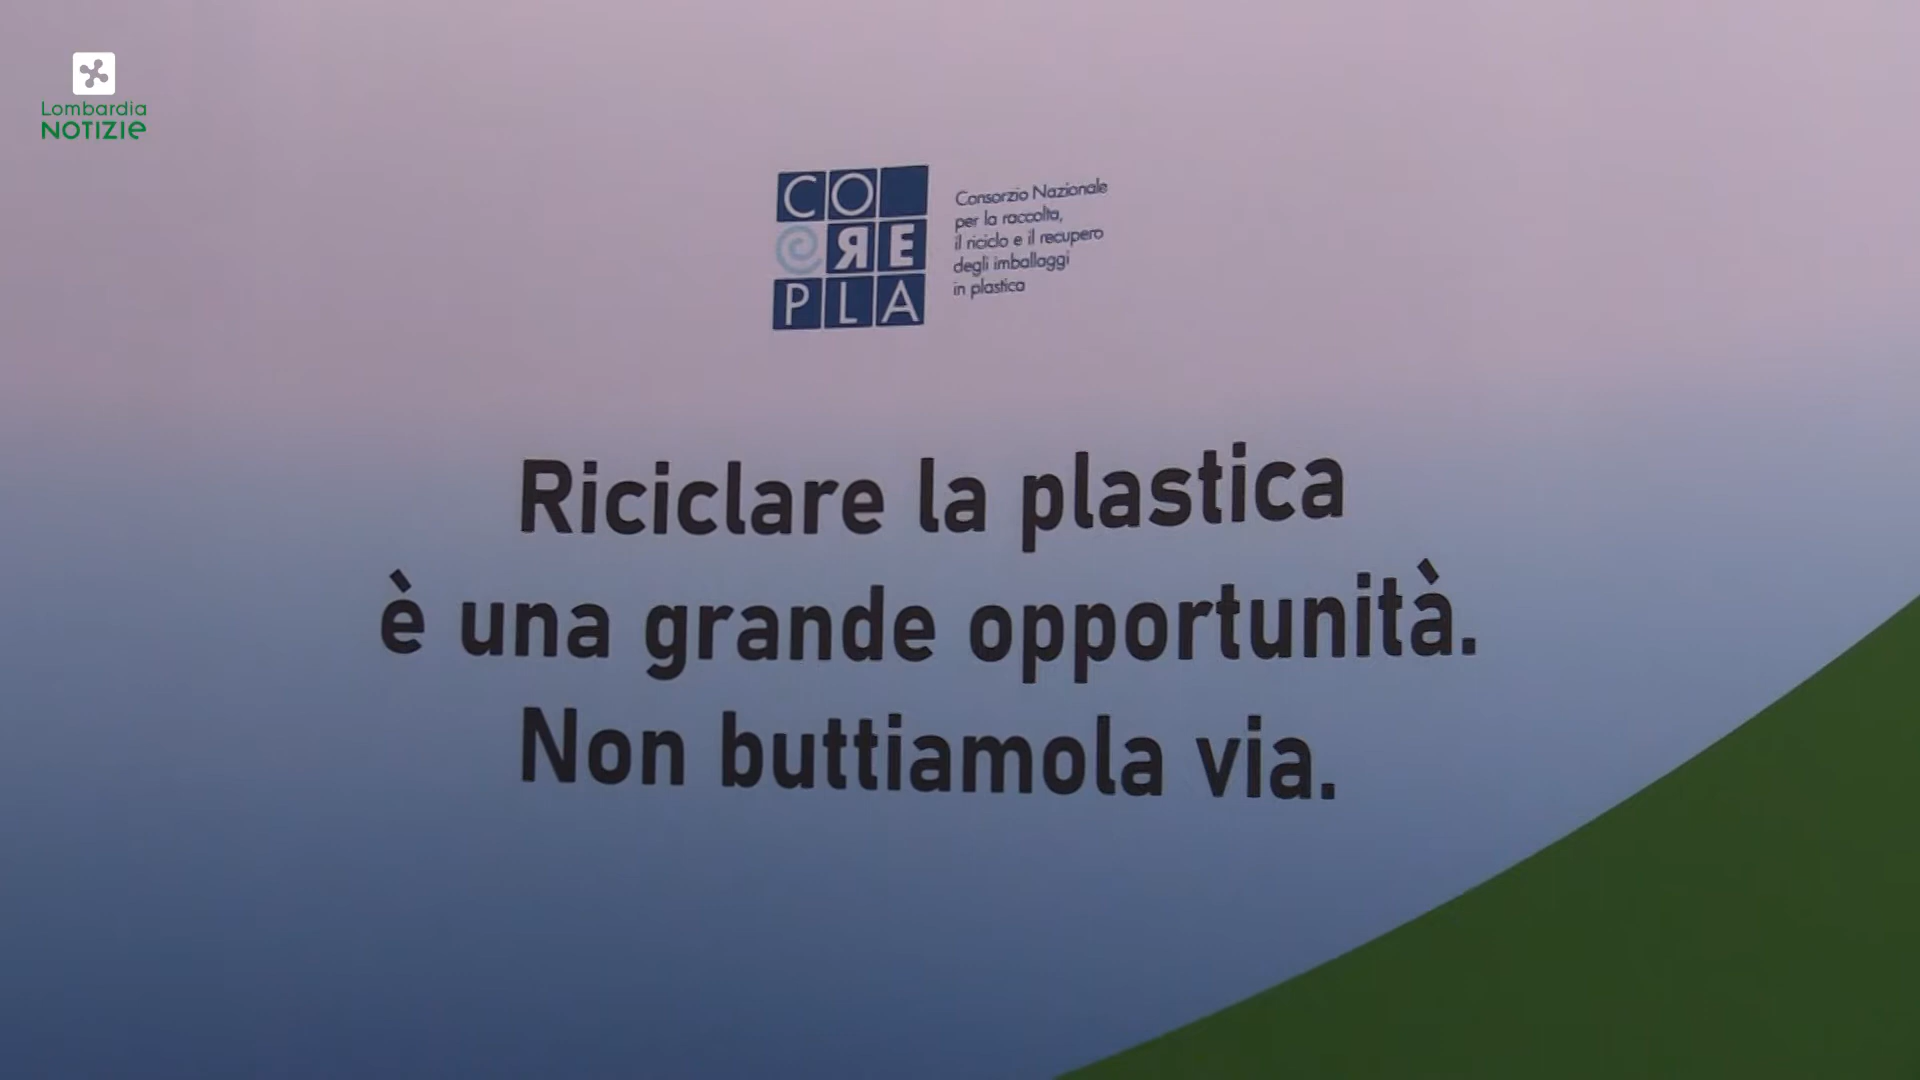 Lombardia
NOTIZIE
CO
RE
PLA
Consorzio Nazionale
per la raccolta,
il riciclo e il recupero
degli imballaggi
in plastica
Riciclare la plastica
è una grande opportunità.
Non buttiamola via.